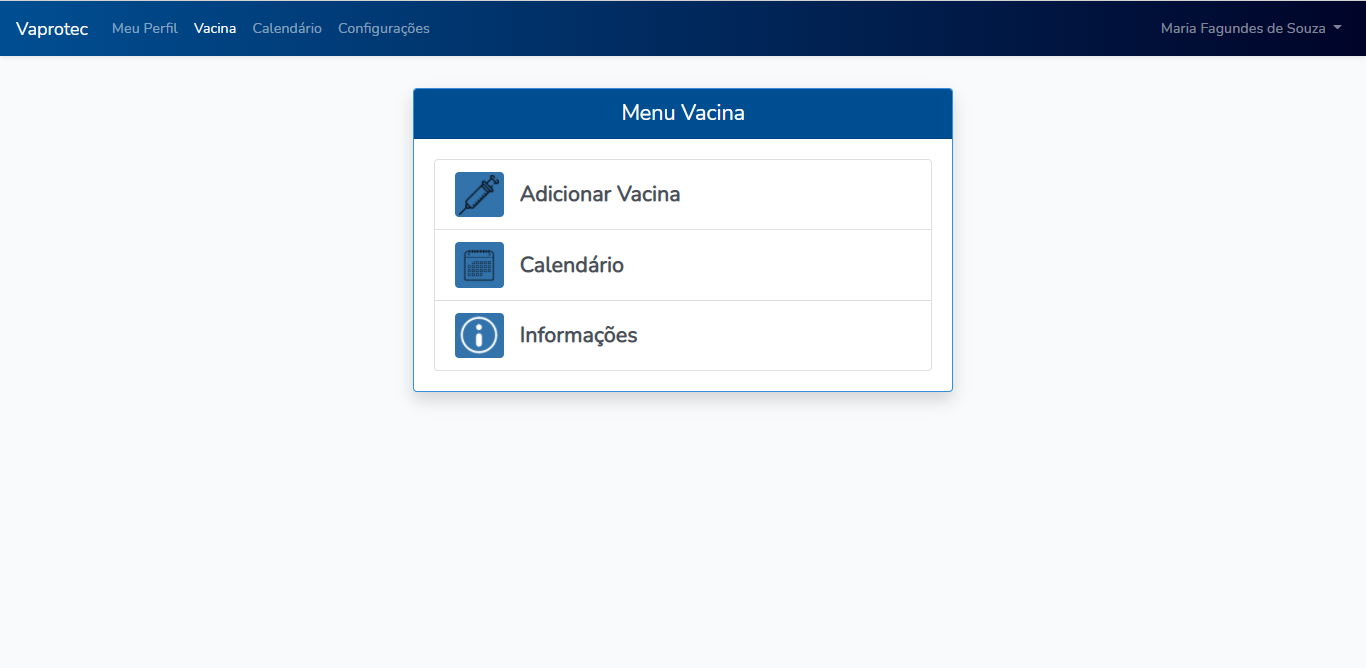 Vaprotec Meu Perfil Vacina Calendário Configurações Maria Fagundes de Souza
Menu Vacina
Adicionar Vacina
Calendário
Informações